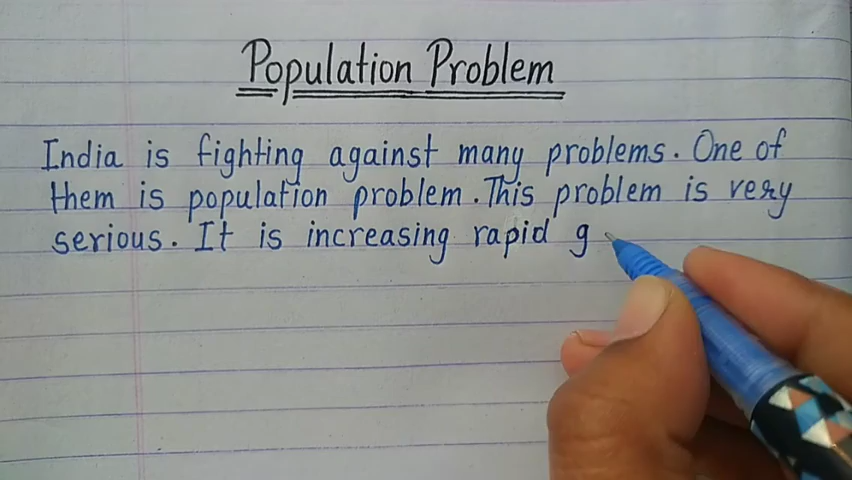 Population Problem
India is fighting against many problems. One of
them is population problem. This problem is very
serious. It is increasing rapid g